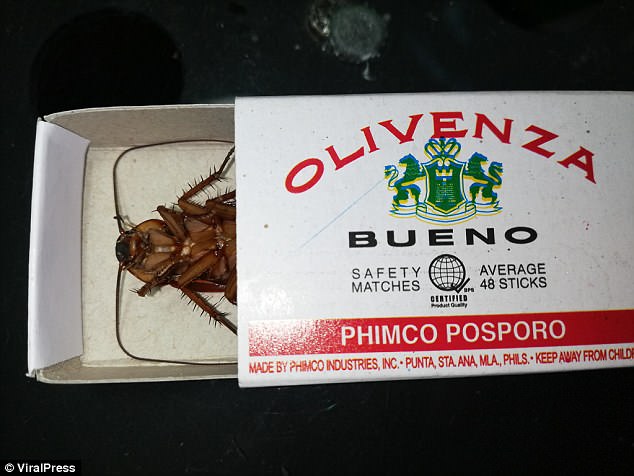 OLIVENZA
BUENO
SAFETY
MATCHES
BPS
CERTIFIED
Product Quality
AVERAGE
48 STICKS
PHIMCO POSPORO
MADE BY PHIMCO INDUSTRIES, INC. • PUNTA, STA. ANA, MLA., PHILS. • KEEP AWAY FROM CHILD
© ViralPress